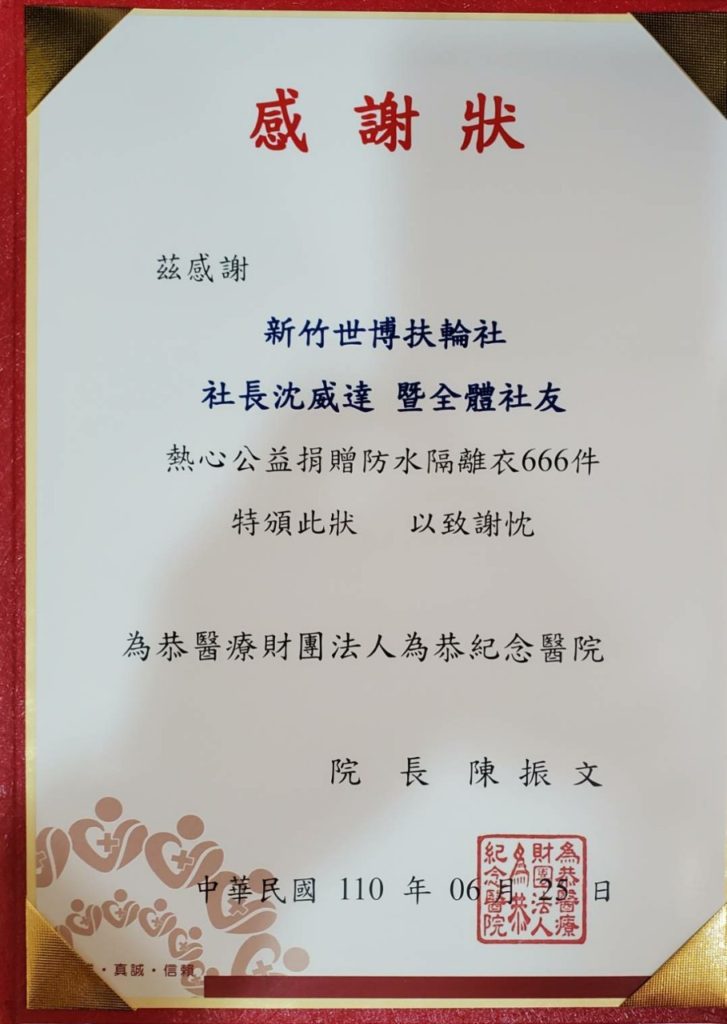 感謝狀
茲感謝
新竹世博扶輪社
社長沈威達 暨全體社友
熱心公益捐贈防水隔離衣666件
特頒此狀 以致謝忱
為恭醫療財團法人為恭紀念醫院
院長 陳振文
中華民國 110 年 06 月 25 日
為恭醫療
財團法人
為恭
紀念醫院
・真誠・信賴